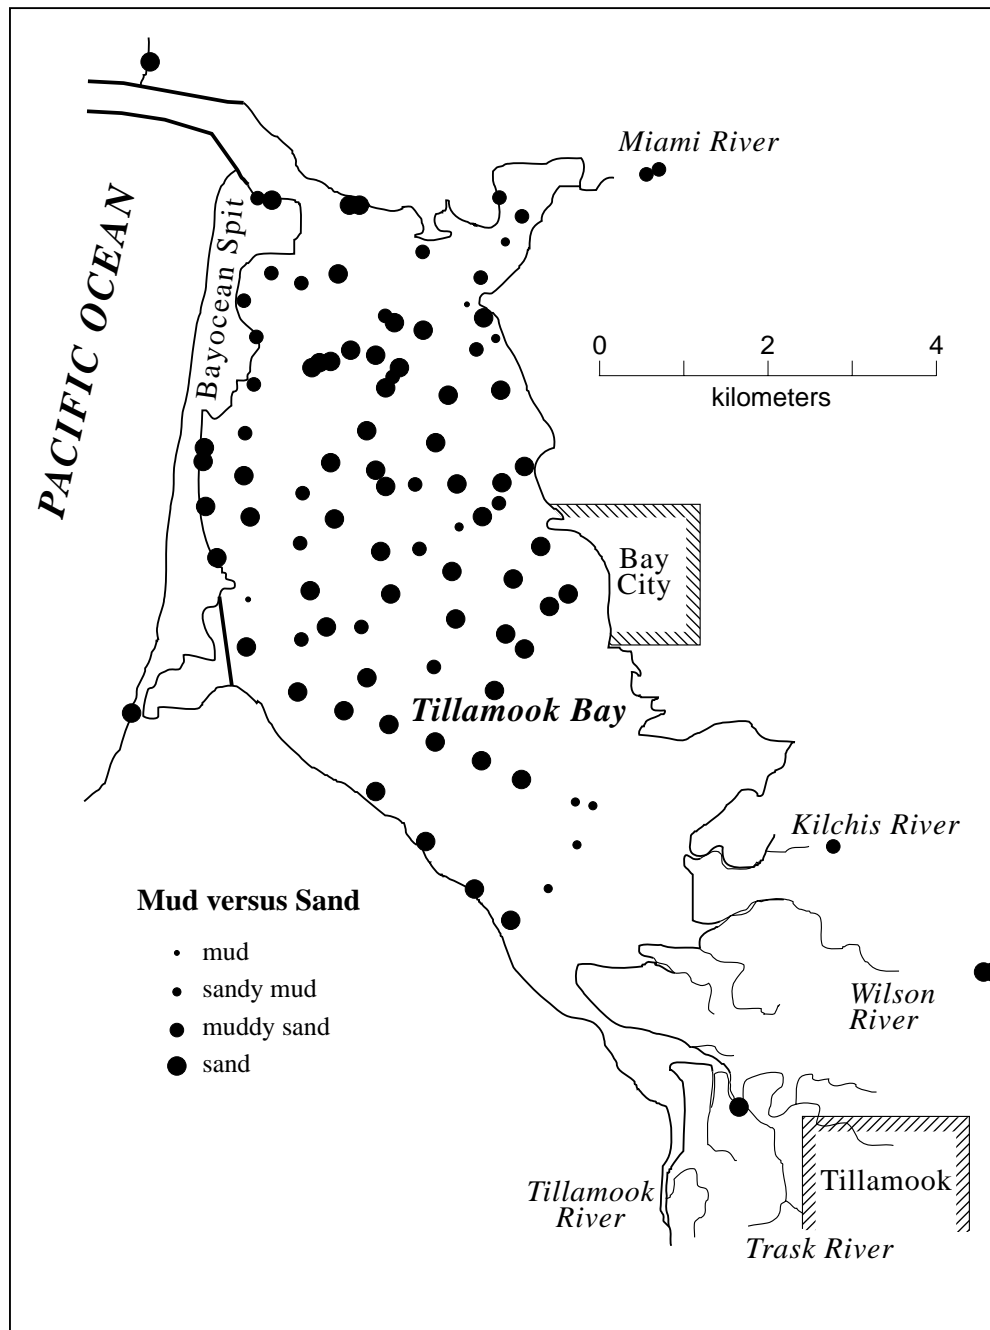 Miami River
PACIFIC OCEAN
Bayocean Spit
0 2 4
kilometers
Bay
City
Tillamook Bay
Kilchis River
Mud versus Sand
mud
sandy mud
muddy sand
sand
Wilson
River
Tillamook
River
Tillamook
Trask River